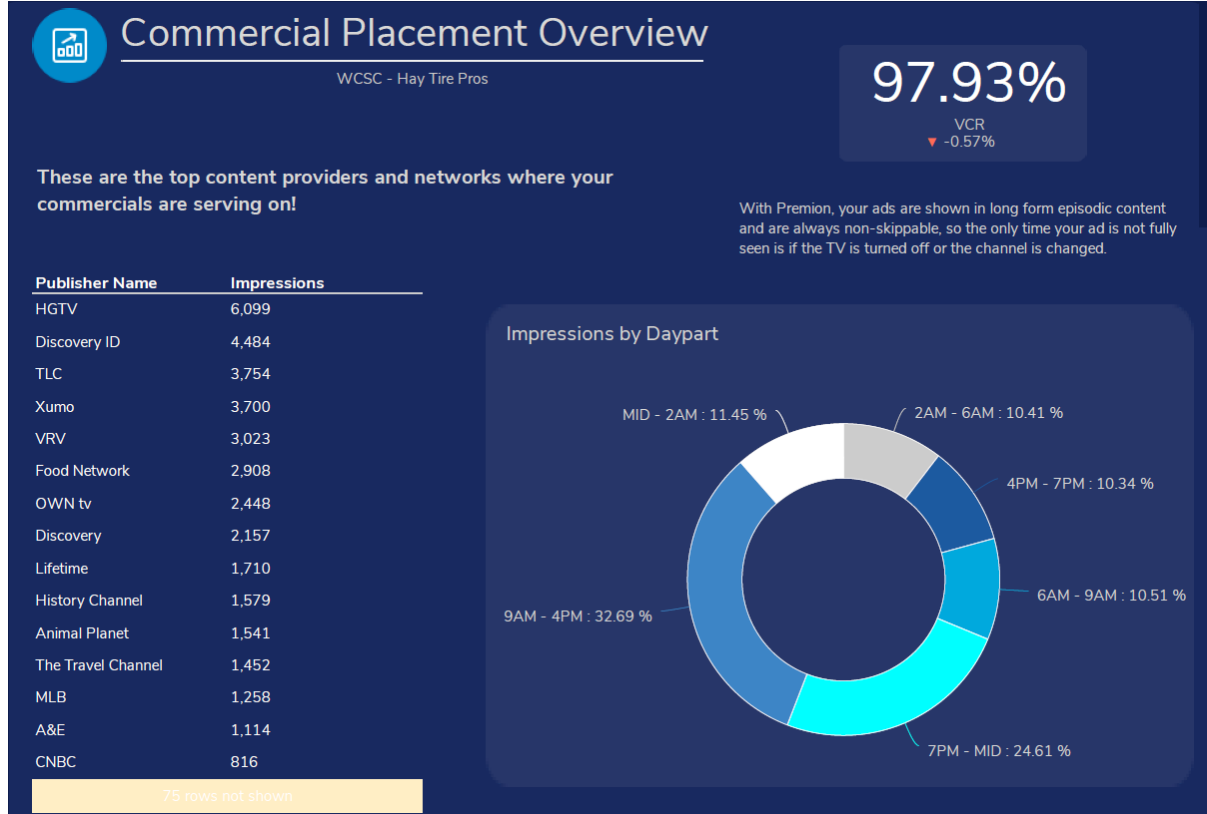 Commercial Placement Overview
WCSC - Hay Tire Pros
97.93%
VCR
▼ -0.57%
These are the top content providers and networks where your
commercials are serving on!
With Premion, your ads are shown in long form episodic content
and are always non-skippable, so the only time your ad is not fully
seen is if the TV is turned off or the channel is changed.
Publisher Name Impressions
HGTV 6,099
Discovery ID 4,484
TLC 3,754
Xumo 3,700
VRV 3,023
Food Network 2,908
OWN tv 2,448
Discovery 2,157
Lifetime 1,710
History Channel 1,579
Animal Planet 1,541
The Travel Channel 1,452
MLB 1,258
A&E 1,114
CNBC 816
75 rows not shown
Impressions by Daypart
MID - 2AM : 11.45 %
2AM - 6AM : 10.41 %
4PM - 7PM : 10.34 %
6AM - 9AM : 10.51 %
9AM - 4PM : 32.69 %
7PM - MID : 24.61 %